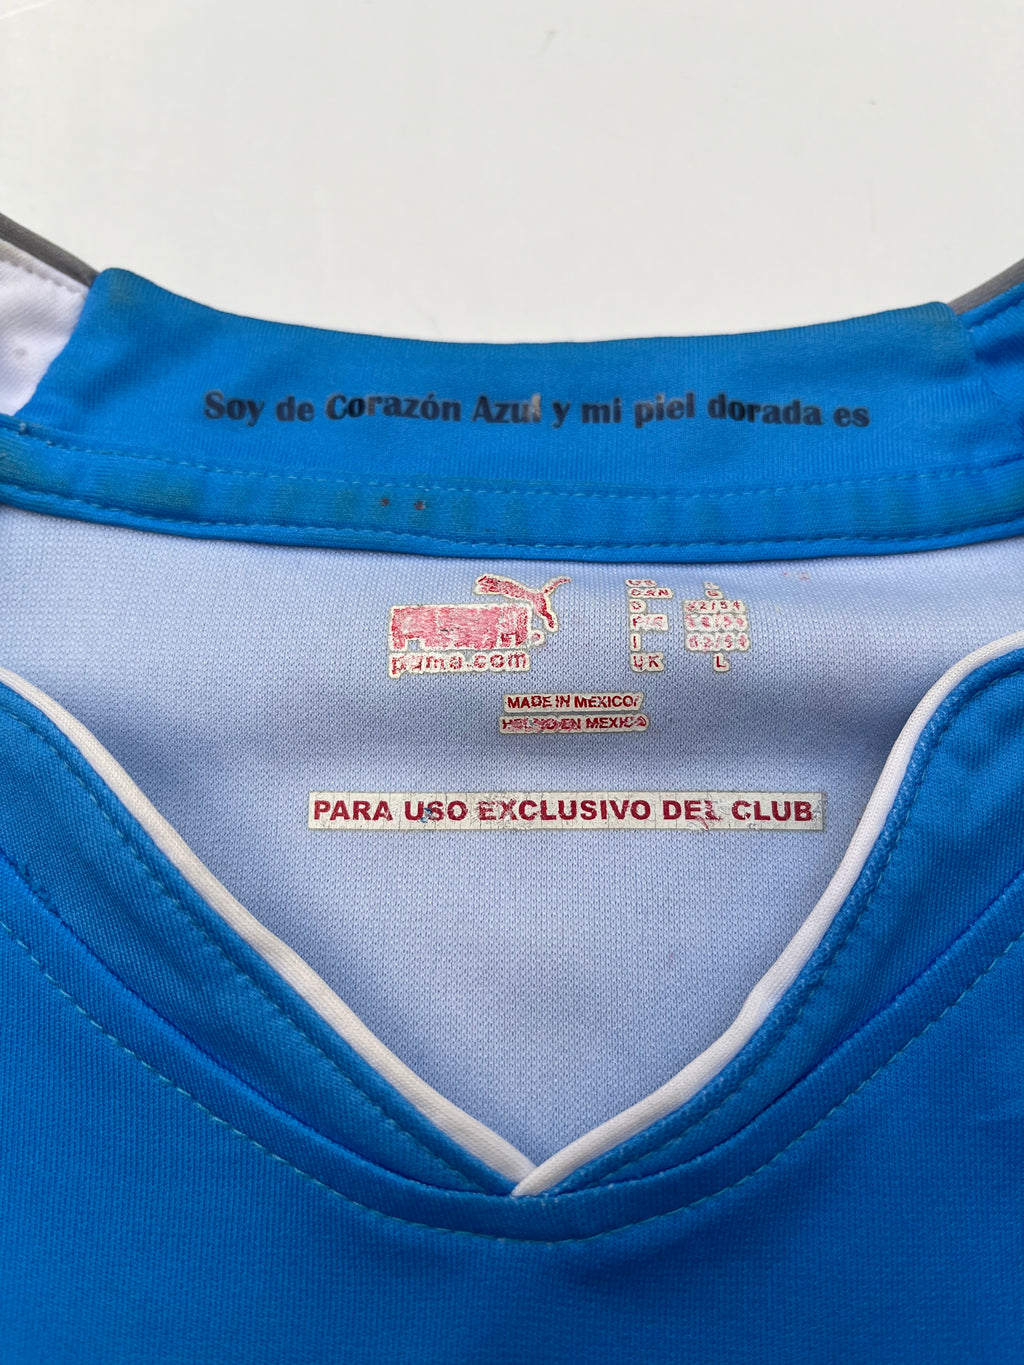 Soy de Corazón Azul y mi piel dorada es
puma.com
MADE IN MEXICO/
HECHO EN MEXICO
UK L
PARA USO EXCLUSIVO DEL CLUB